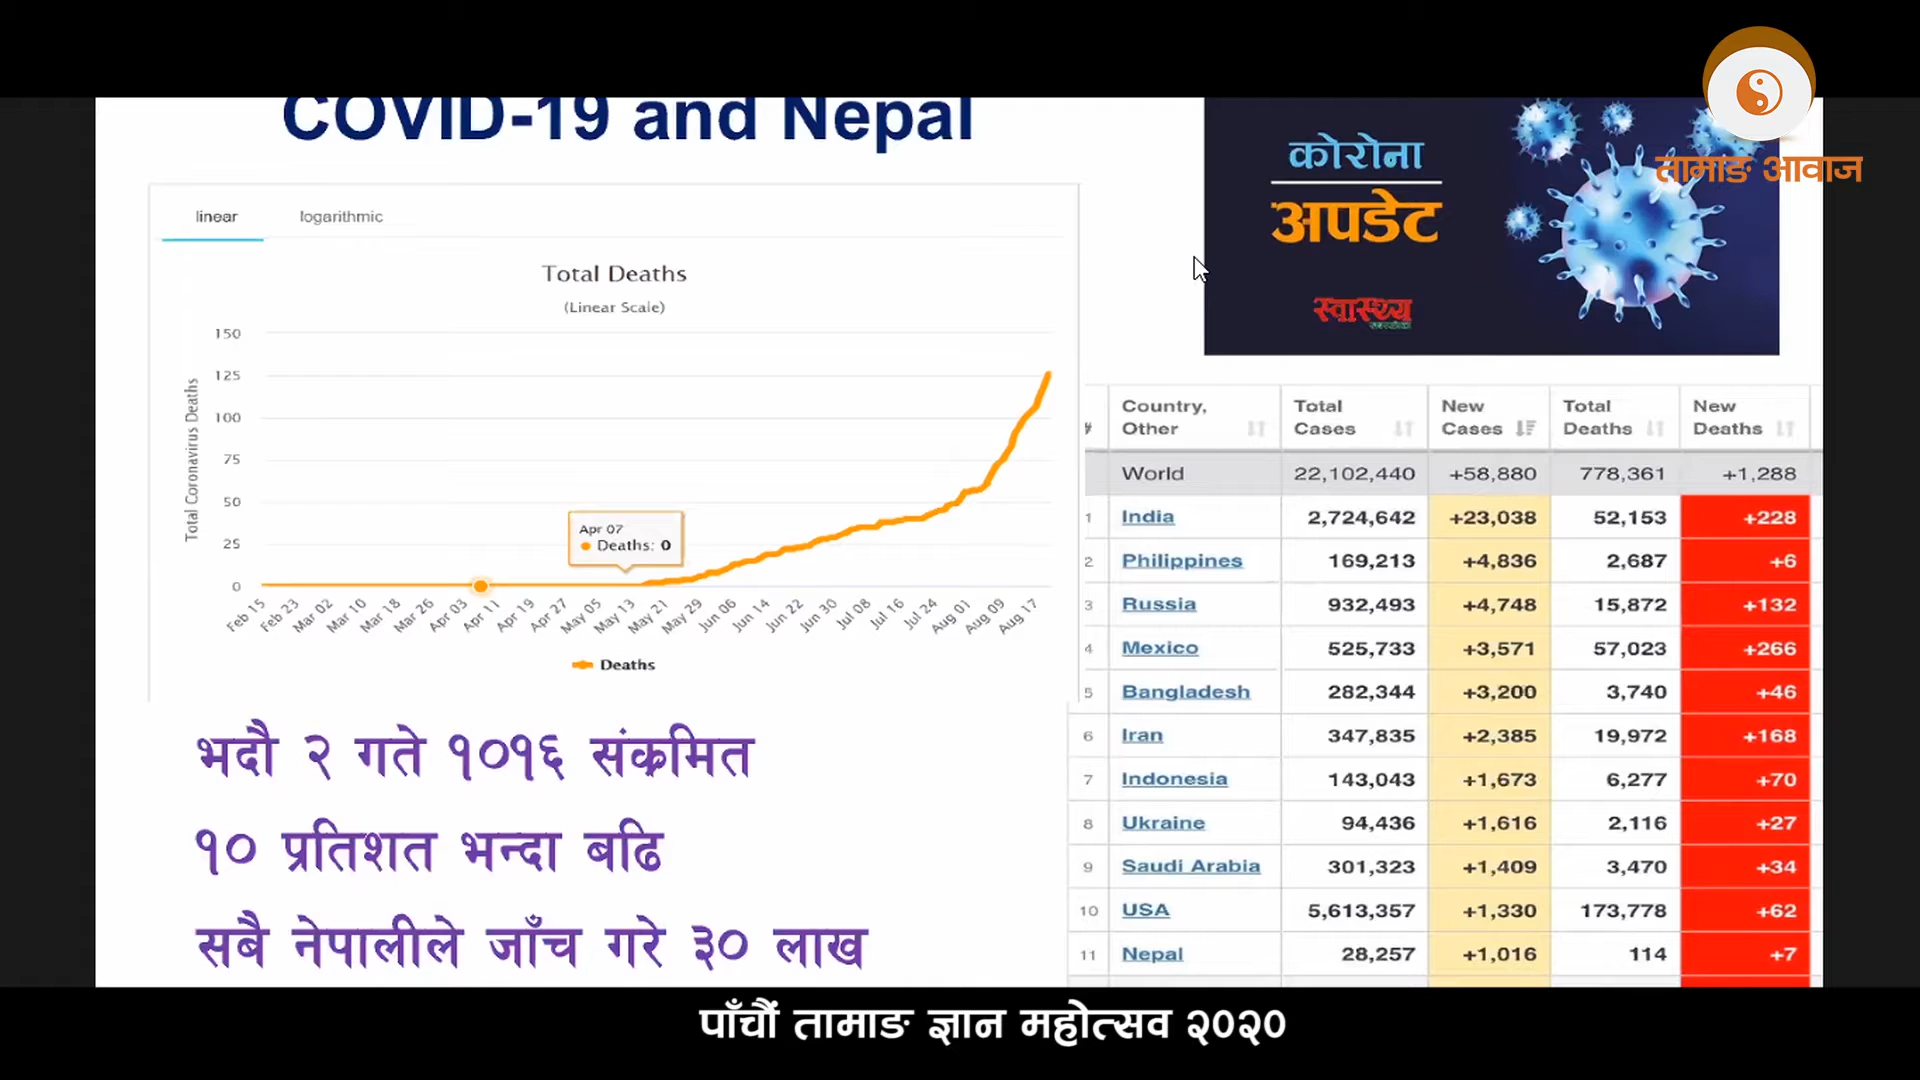 COVID-19 and Nepal
linear logarithmic
Total Deaths
(Linear Scale)
Total Coronavirus Deaths
150
125
100
75
50
25
0
Apr 07
Deaths: 0
Feb 15 Feb 23 Mar 02 Mar 10 Mar 18 Mar 26 Apr 03 Apr 11 Apr 19 Apr 27 May 05 May 13 May 21 May 29 Jun 06 Jun 14 Jun 22 Jun 30 Jul 08 Jul 16 Jul 24 Aug 01 Aug 09 Aug 17
Deaths
भदौ २ गते १०१६ संक्रमित
१० प्रतिशत भन्दा बढि
सबै नेपालीले जाँच गरे ३० लाख
कोरोना
अपडेट
स्वास्थ्य
तामाङ आवाज
# Country, Other Total Cases New Cases Total Deaths New Deaths
World 22,102,440 +58,880 778,361 +1,288
1 India 2,724,642 +23,038 52,153 +228
2 Philippines 169,213 +4,836 2,687 +6
3 Russia 932,493 +4,748 15,872 +132
4 Mexico 525,733 +3,571 57,023 +266
5 Bangladesh 282,344 +3,200 3,740 +46
6 Iran 347,835 +2,385 19,972 +168
7 Indonesia 143,043 +1,673 6,277 +70
8 Ukraine 94,436 +1,616 2,116 +27
9 Saudi Arabia 301,323 +1,409 3,470 +34
10 USA 5,613,357 +1,330 173,778 +62
11 Nepal 28,257 +1,016 114 +7
पाँचौं तामाङ ज्ञान महोत्सव २०२०